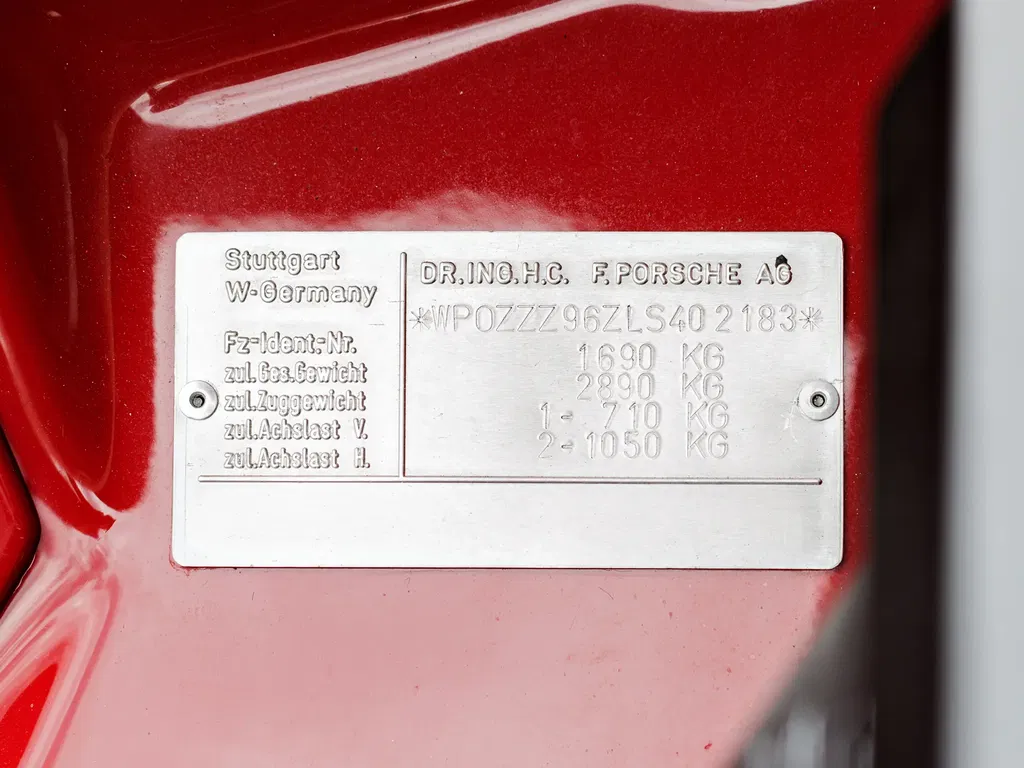 Stuttgart
W-Germany
DR.ING.H.C. F.PORSCHE AG
*WP0ZZZ96ZLS402183*
Fz-Ident.-Nr.
zul.Ges.Gewicht 1690 KG
zul.Zuggewicht 2890 KG
zul.Achslast V. 1- 710 KG
zul.Achslast H. 2-1050 KG